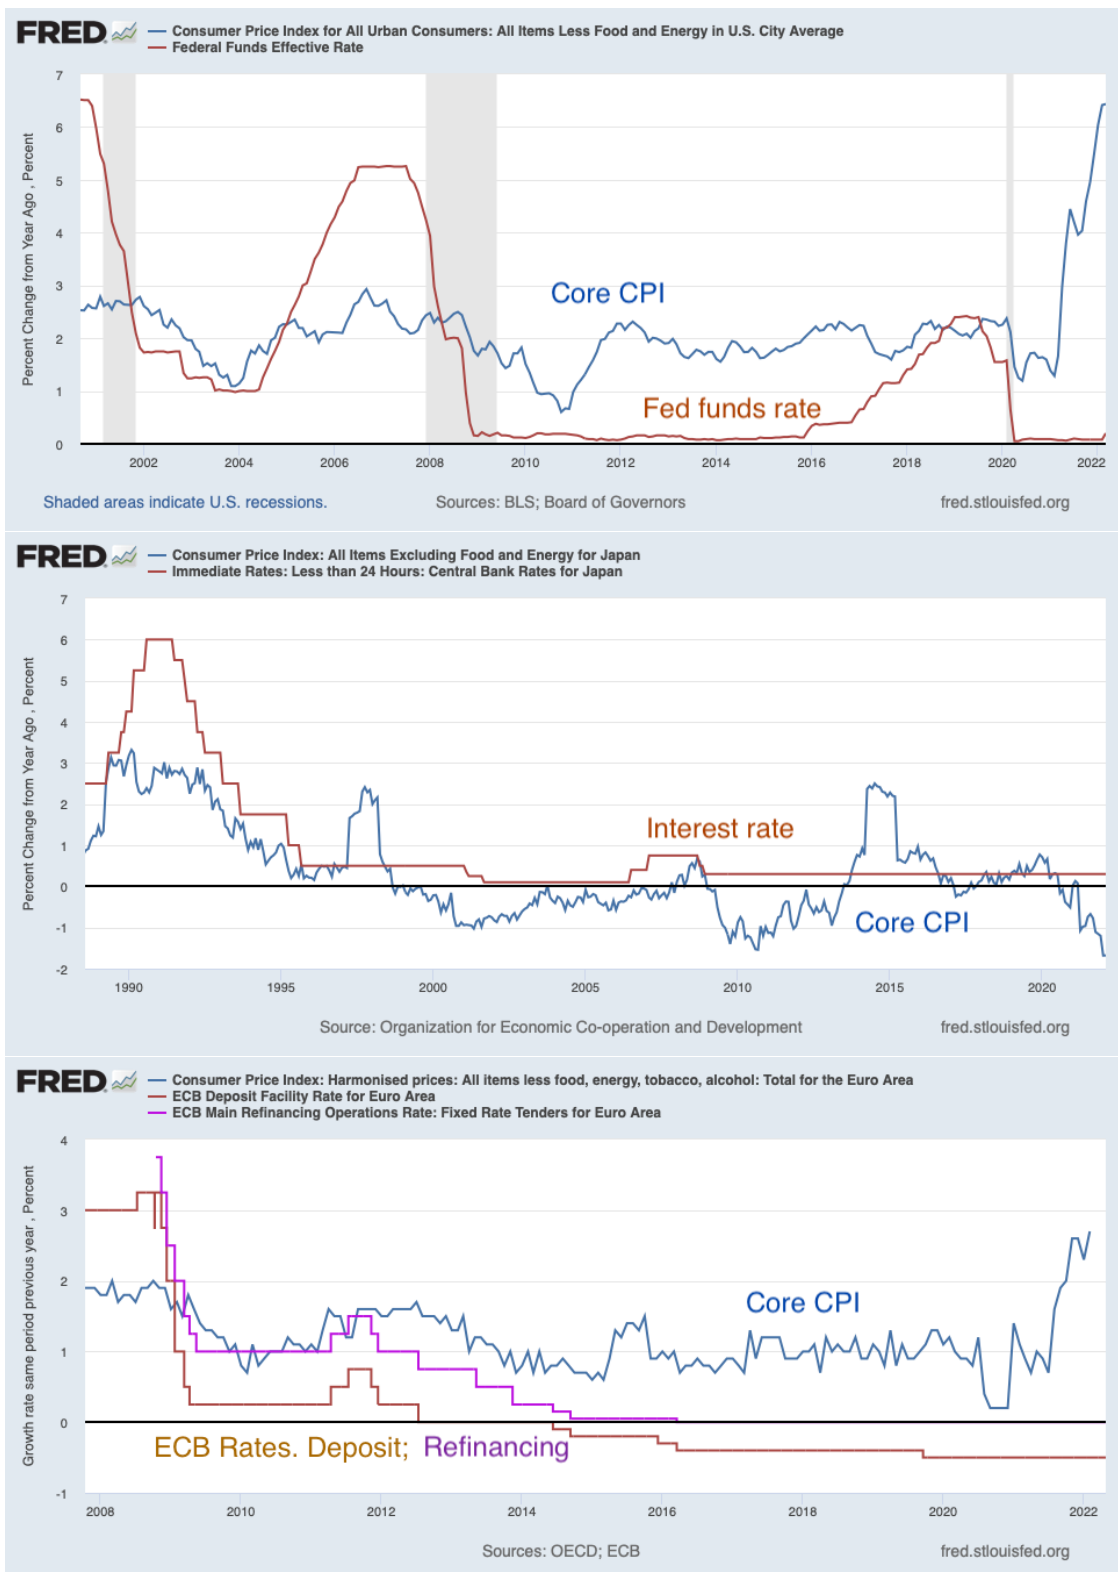 FRED
Consumer Price Index for All Urban Consumers: All Items Less Food and Energy in U.S. City Average
Federal Funds Effective Rate
Percent Change from Year Ago , Percent
7
6
5
4
3
2
1
0
Core CPI
Fed funds rate
2002 2004 2006 2008 2010 2012 2014 2016 2018 2020 2022
Shaded areas indicate U.S. recessions. Sources: BLS; Board of Governors fred.stlouisfed.org
FRED
Consumer Price Index: All Items Excluding Food and Energy for Japan
Immediate Rates: Less than 24 Hours: Central Bank Rates for Japan
Percent Change from Year Ago , Percent
7
6
5
4
3
2
1
0
-1
-2
Interest rate
Core CPI
1990 1995 2000 2005 2010 2015 2020
Source: Organization for Economic Co-operation and Development fred.stlouisfed.org
FRED
Consumer Price Index: Harmonised prices: All items less food, energy, tobacco, alcohol: Total for the Euro Area
ECB Deposit Facility Rate for Euro Area
ECB Main Refinancing Operations Rate: Fixed Rate Tenders for Euro Area
Growth rate same period previous year , Percent
4
3
2
1
0
-1
Core CPI
ECB Rates. Deposit; Refinancing
2008 2010 2012 2014 2016 2018 2020 2022
Sources: OECD; ECB fred.stlouisfed.org